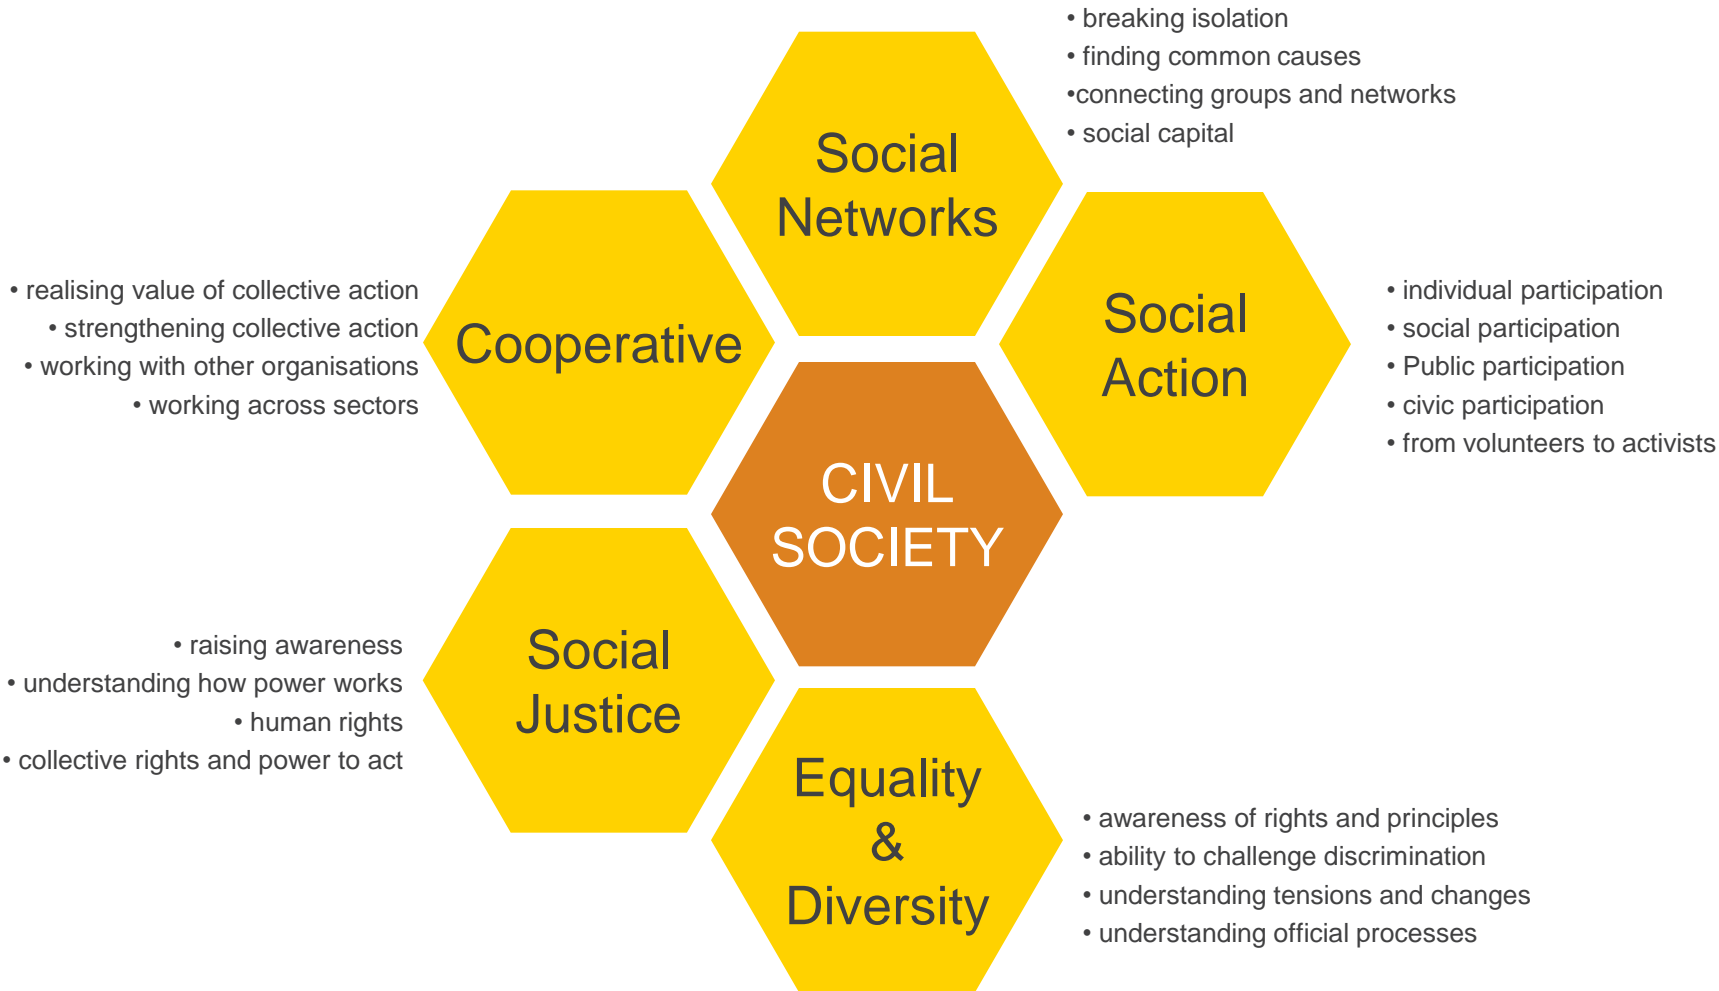 • breaking isolation
• finding common causes
•connecting groups and networks
• social capital
Social
Networks
• realising value of collective action
• strengthening collective action
• working with other organisations
• working across sectors
Cooperative
Social
Action
• individual participation
• social participation
• Public participation
• civic participation
• from volunteers to activists
CIVIL
SOCIETY
• raising awareness
• understanding how power works
• human rights
• collective rights and power to act
Social
Justice
Equality
&
Diversity
• awareness of rights and principles
• ability to challenge discrimination
• understanding tensions and changes
• understanding official processes